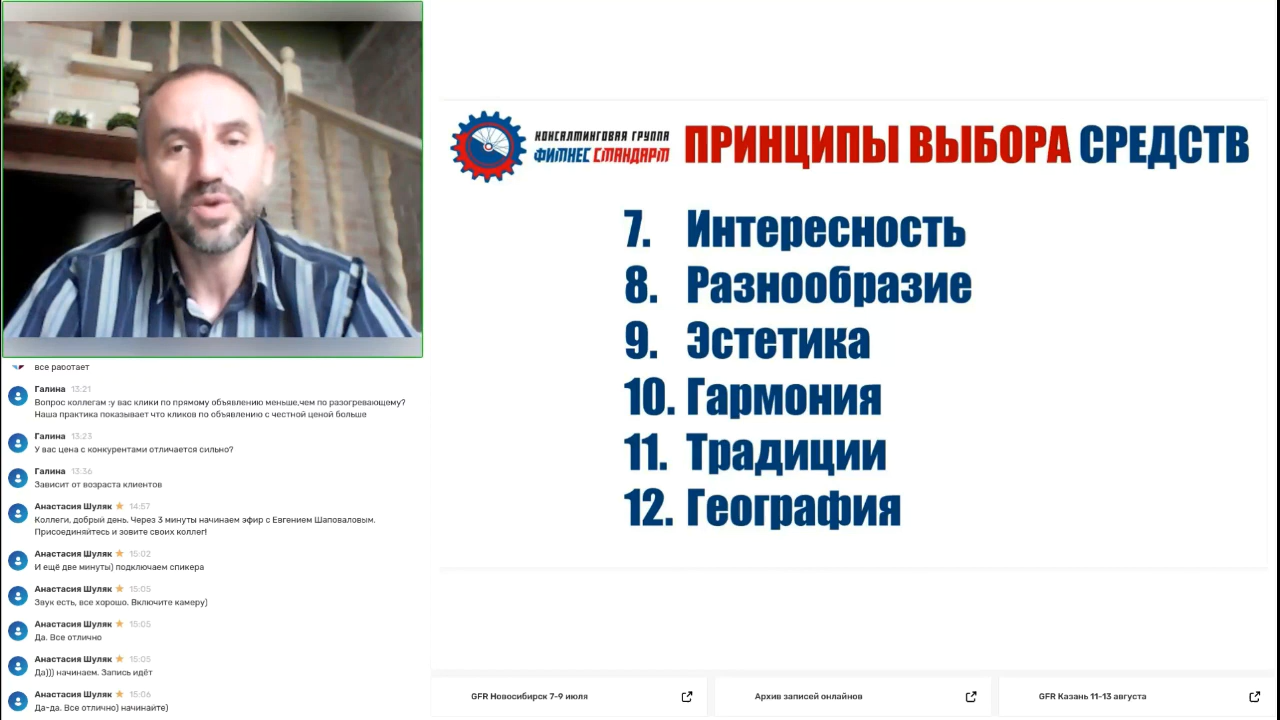 все работает
Галина 13:21
Вопрос коллегам :у вас клики по прямому объявлению меньше,чем по разогревающему?
Наша практика показывает что кликов по объявлению с честной ценой больше
Галина 13:23
У вас цена с конкурентами отличается сильно?
Галина 13:36
Зависит от возраста клиентов
Анастасия Шуляк 14:57
Коллеги, добрый день. Через 3 минуты начинаем эфир с Евгением Шаповаловым.
Присоединяйтесь и зовите своих коллег!
Анастасия Шуляк 15:02
И ещё две минуты) подключаем спикера
Анастасия Шуляк 15:05
Звук есть, все хорошо. Включите камеру)
Анастасия Шуляк 15:05
Да. Все отлично
Анастасия Шуляк 15:05
Да))) начинаем. Запись идёт
Анастасия Шуляк 15:06
Да-да. Все отлично) начинайте)
КОНСАЛТИНГОВАЯ ГРУППА
ФИТНЕС СТАНДАРТ
ПРИНЦИПЫ ВЫБОРА СРЕДСТВ
7. Интересность
8. Разнообразие
9. Эстетика
10. Гармония
11. Традиции
12. География
GFR Новосибирск 7-9 июля
Архив записей онлайнов
GFR Казань 11-13 августа